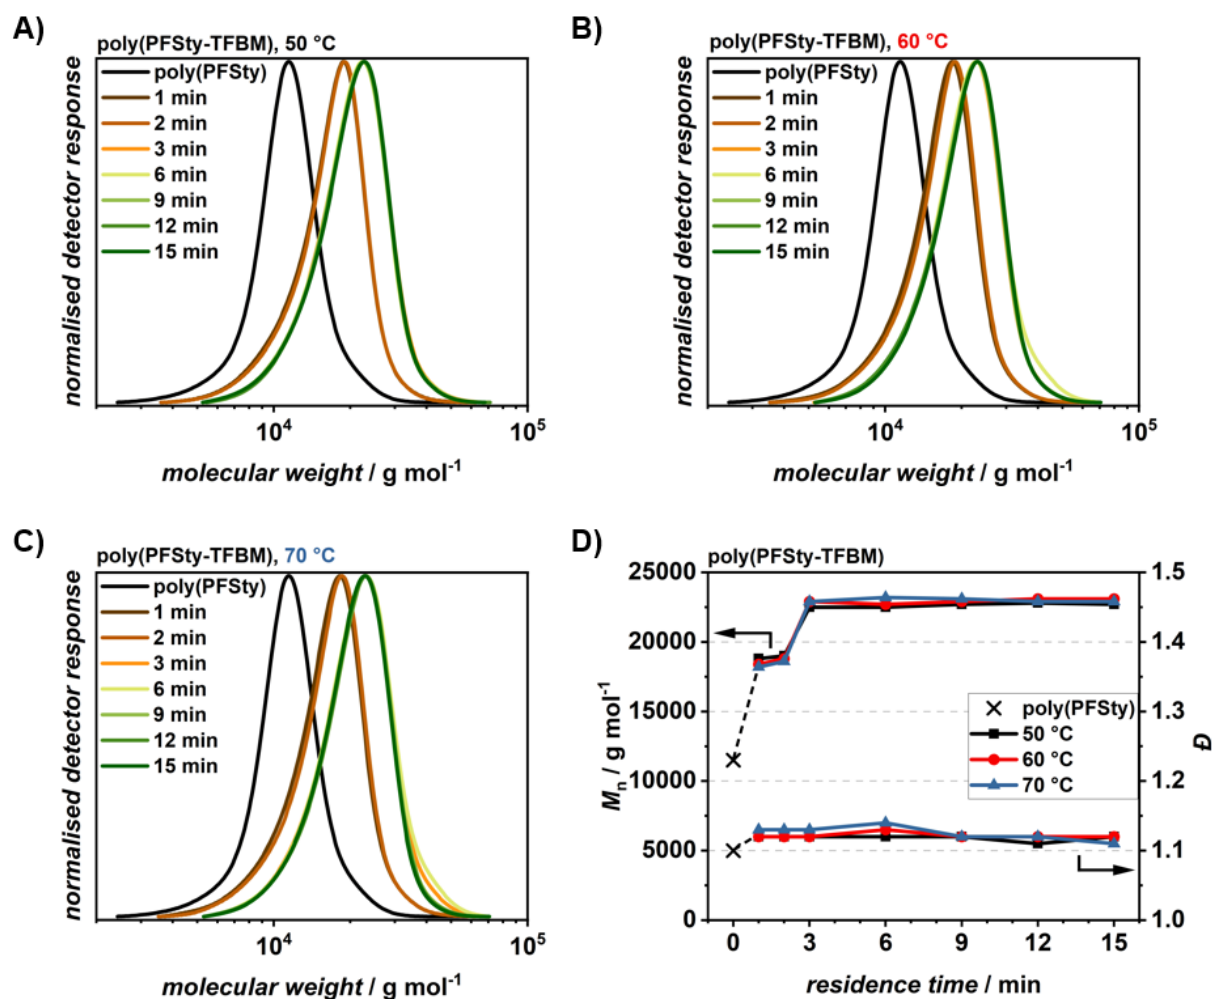 A)
poly(PFSty-TFBM), 50 °C
normalised detector response
poly(PFSty)
1 min
2 min
3 min
6 min
9 min
12 min
15 min
10⁴
10⁵
molecular weight / g mol⁻¹
B)
poly(PFSty-TFBM), 60 °C
normalised detector response
poly(PFSty)
1 min
2 min
3 min
6 min
9 min
12 min
15 min
10⁴
10⁵
molecular weight / g mol⁻¹
C)
poly(PFSty-TFBM), 70 °C
normalised detector response
poly(PFSty)
1 min
2 min
3 min
6 min
9 min
12 min
15 min
10⁴
10⁵
molecular weight / g mol⁻¹
D)
poly(PFSty-TFBM)
25000
20000
15000
10000
5000
0
Mₙ / g mol⁻¹
poly(PFSty)
50 °C
60 °C
70 °C
1.5
1.4
1.3
1.2
1.1
1.0
Đ
0
3
6
9
12
15
residence time / min